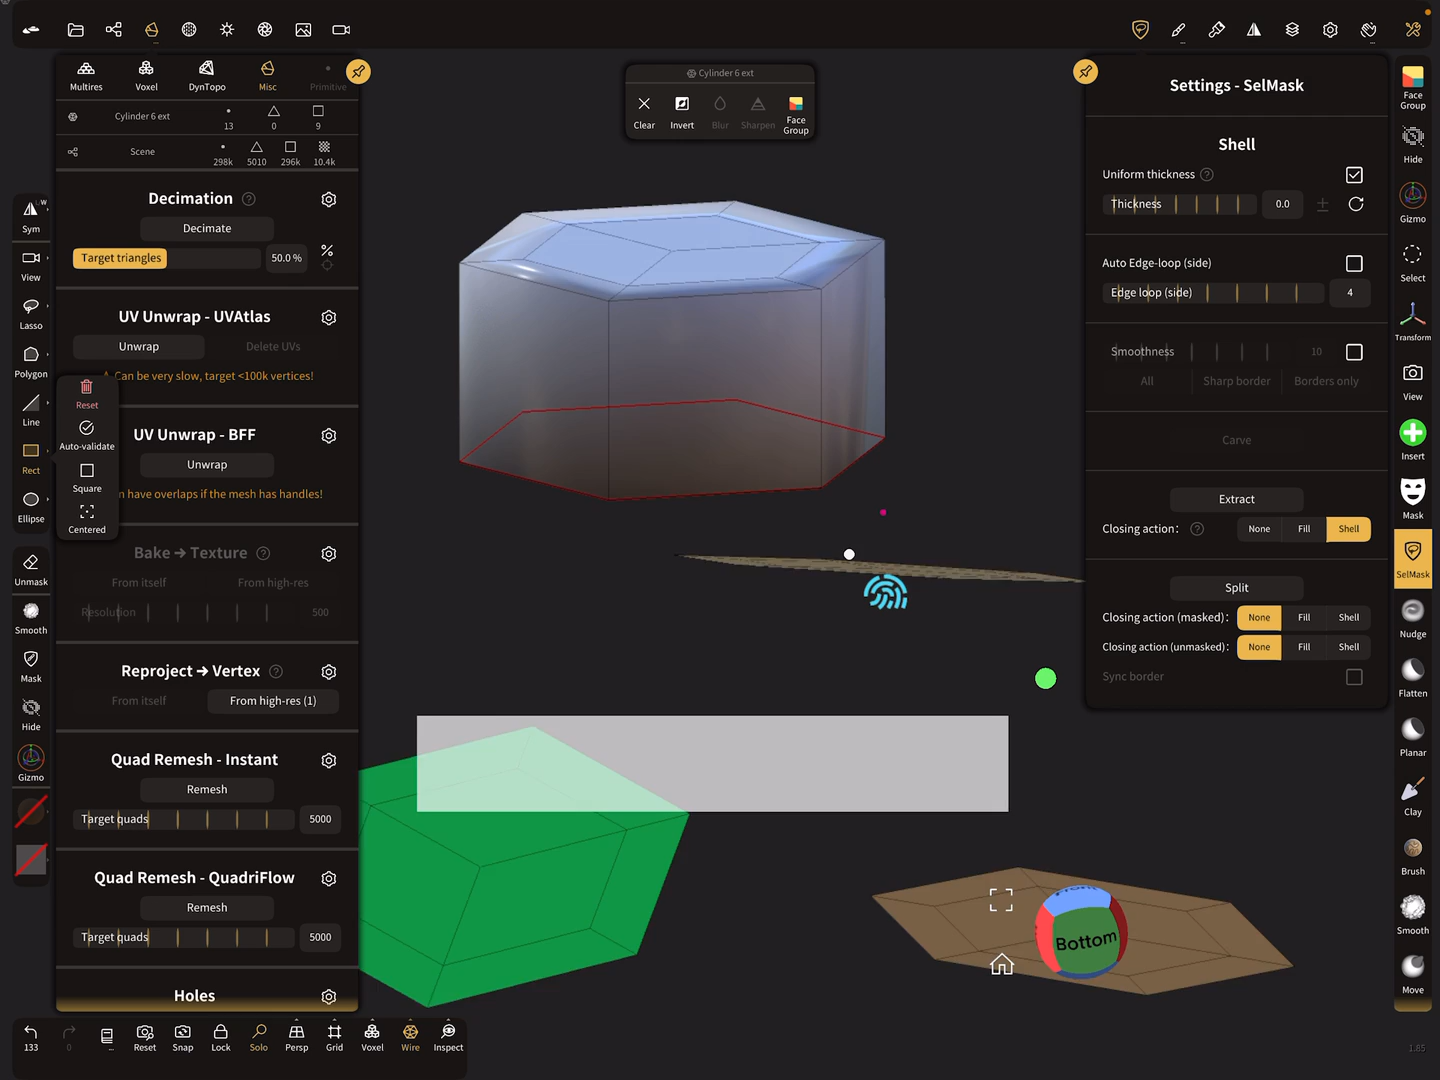 Multires
Voxel
DynTopo
Misc
Primitive
Cylinder 6 ext
13
0
9
Scene
298k
5010
296k
10.4k
Decimation
Decimate
Target triangles
50.0 %
%
UV Unwrap - UVAtlas
Unwrap
Delete UVs
Can be very slow, target <100k vertices!
UV Unwrap - BFF
Unwrap
n have overlaps if the mesh has handles!
Bake → Texture
From itself
From high-res
Resolution
500
Reproject → Vertex
From itself
From high-res (1)
Quad Remesh - Instant
Remesh
Target quads
5000
Quad Remesh - QuadriFlow
Remesh
Target quads
5000
Holes
Sym
LW
View
Lasso
Polygon
Line
Rect
Ellipse
Reset
Auto-validate
Square
Centered
Unmask
Smooth
Mask
Hide
Gizmo
133
0
Reset
Snap
Lock
Solo
Persp
Grid
Voxel
Wire
Inspect
Cylinder 6 ext
Clear
Invert
Blur
Sharpen
Face
Group
Bottom
Front
Settings - SelMask
Shell
Uniform thickness
Thickness
0.0
Auto Edge-loop (side)
Edge loop (side)
4
Smoothness
10
All
Sharp border
Borders only
Carve
Extract
Closing action:
None
Fill
Shell
Split
Closing action (masked):
None
Fill
Shell
Closing action (unmasked):
None
Fill
Shell
Sync border
Face
Group
Hide
Gizmo
Select
Transform
View
Insert
Mask
SelMask
Nudge
Flatten
Planar
Clay
Brush
Smooth
Move
1.85